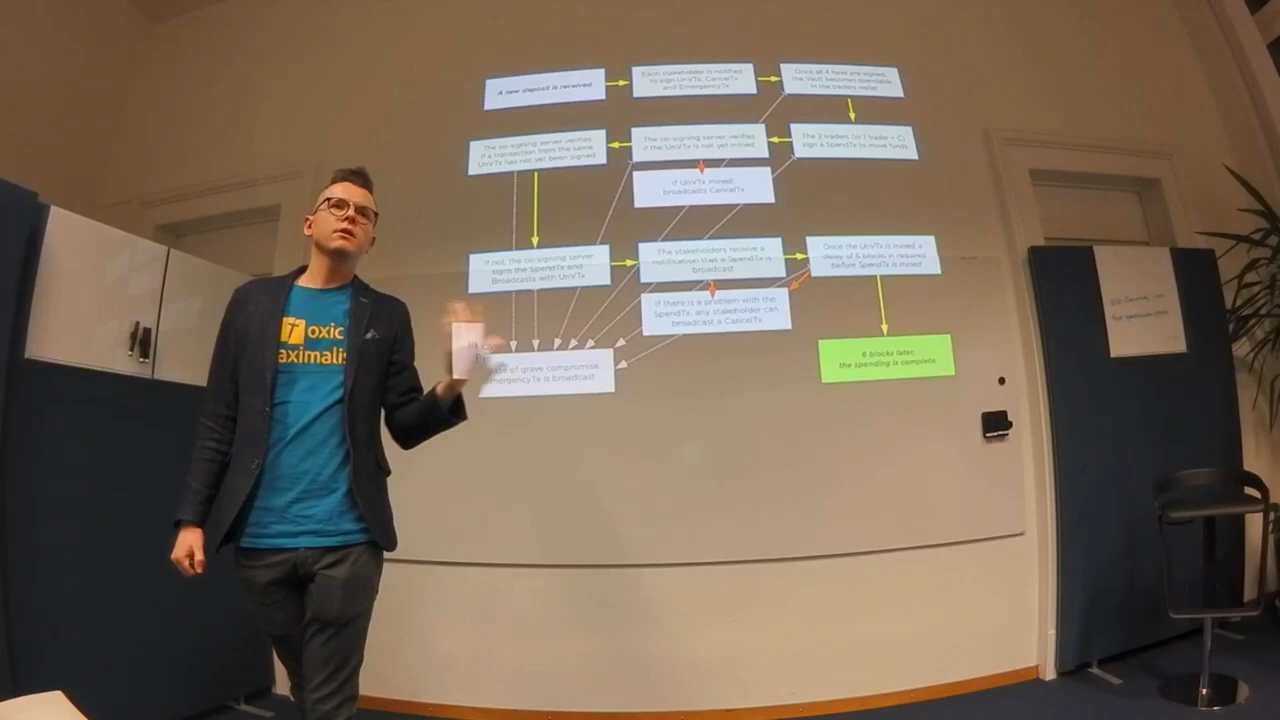 A new deposit is received
Each stakeholder is notified
to sign UnVTx, CancelTx
and EmergencyTx
Once all 4 have pre-signed,
the Vault becomes spendable
in the traders wallet
The co-signing server verifies
if a transaction from the same
UnVTx has not yet been signed
The co-signing server verifies
if the UnVTx is not yet mined
The 2 traders (or 1 trader + C)
sign a SpendTx to move funds
If UnVTx mined:
broadcasts CancelTx
If not, the co-signing server
signs the SpendTx and
Broadcasts with UnVTx
The stakeholders receive a
notification that a SpendTx is
broadcast
Once the UnVTx is mined, a
delay of 6 blocks in required
before SpendTx is mined
If there is a problem with the
SpendTx, any stakeholder can
broadcast a CancelTx
ase of grave compromise,
mergencyTx is broadcast
6 blocks later,
the spending is complete.
oxic
aximalis